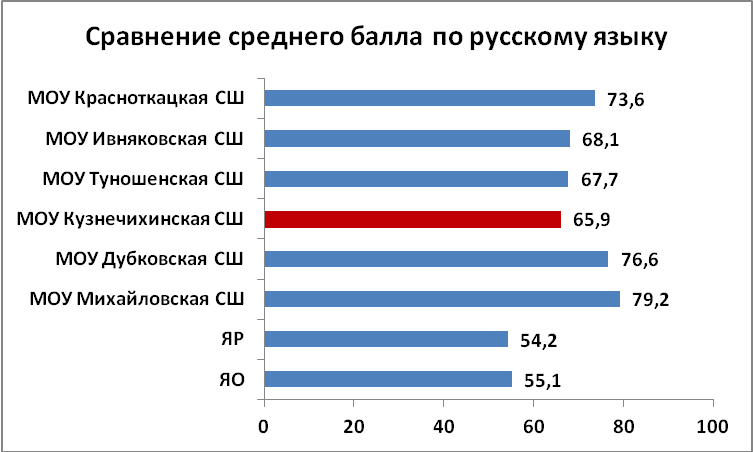 Сравнение среднего балла по русскому языку
МОУ Красноткацкая СШ 73,6
МОУ Ивняковская СШ 68,1
МОУ Туношенская СШ 67,7
МОУ Кузнечихинская СШ 65,9
МОУ Дубковская СШ 76,6
МОУ Михайловская СШ 79,2
ЯР 54,2
ЯО 55,1
0 20 40 60 80 100